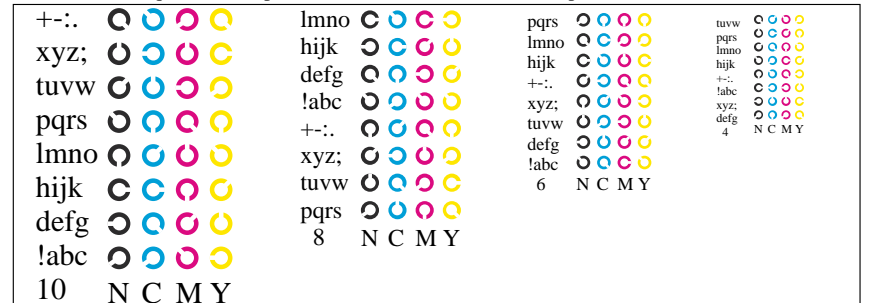 +-:.
xyz;
tuvw
pqrs
lmno
hijk
defg
!abc
10 N C M Y
lmno
hijk
defg
!abc
+-:.
xyz;
tuvw
pqrs
8 N C M Y
pqrs
lmno
hijk
+-:.
xyz;
tuvw
defg
!abc
6 N C M Y
tuvw
pqrs
lmno
hijk
+-:.
!abc
xyz;
defg
4 N C M Y